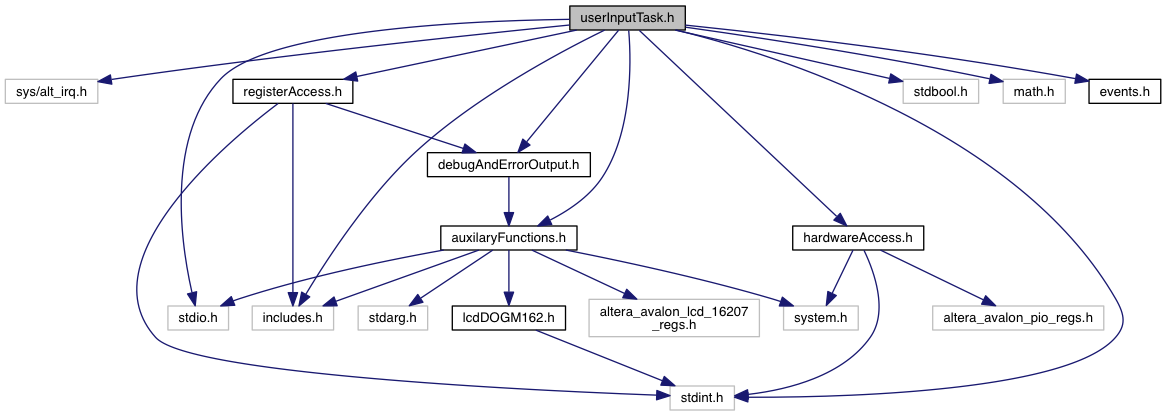 userInputTask.h
sys/alt_irq.h
registerAccess.h
stdbool.h
math.h
events.h
debugAndErrorOutput.h
auxilaryFunctions.h
hardwareAccess.h
stdio.h
includes.h
stdarg.h
lcdDOGM162.h
altera_avalon_lcd_16207
_regs.h
system.h
altera_avalon_pio_regs.h
stdint.h